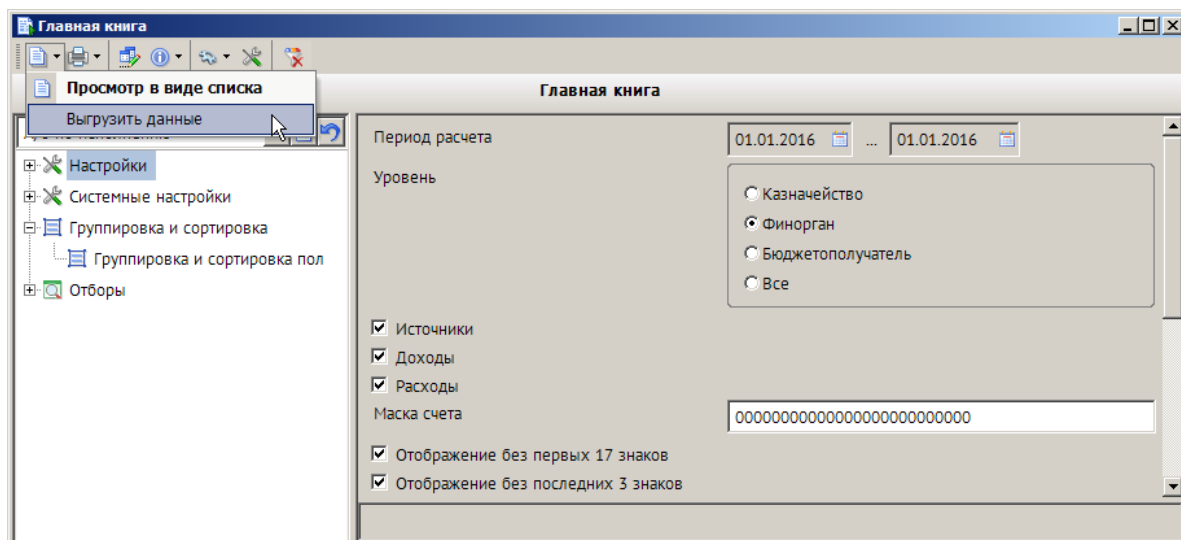 Главная книга
Просмотр в виде списка
Главная книга
Выгрузить данные
Период расчета
01.01.2016 ... 01.01.2016
Настройки
Уровень
Казначейство
Системные настройки
Финорган
Группировка и сортировка
Бюджетополучатель
Группировка и сортировка пол
Все
Отборы
Источники
Доходы
Расходы
Маска счета
00000000000000000000000000
Отображение без первых 17 знаков
Отображение без последних 3 знаков